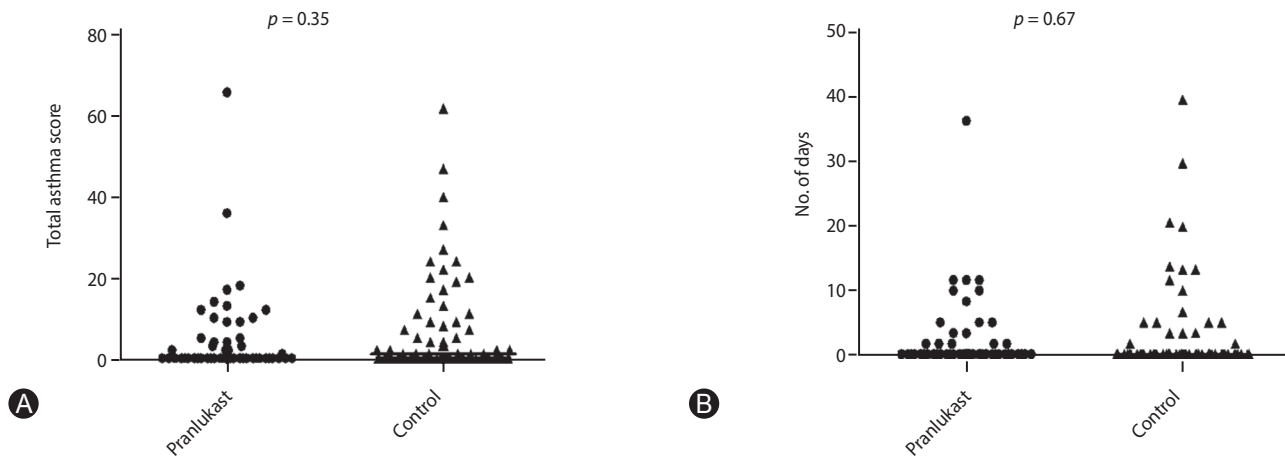 p = 0.35
80
60
40
20
0
Total asthma score
Pranlukast
Control
A
p = 0.67
50
40
30
20
10
0
No. of days
Pranlukast
Control
B